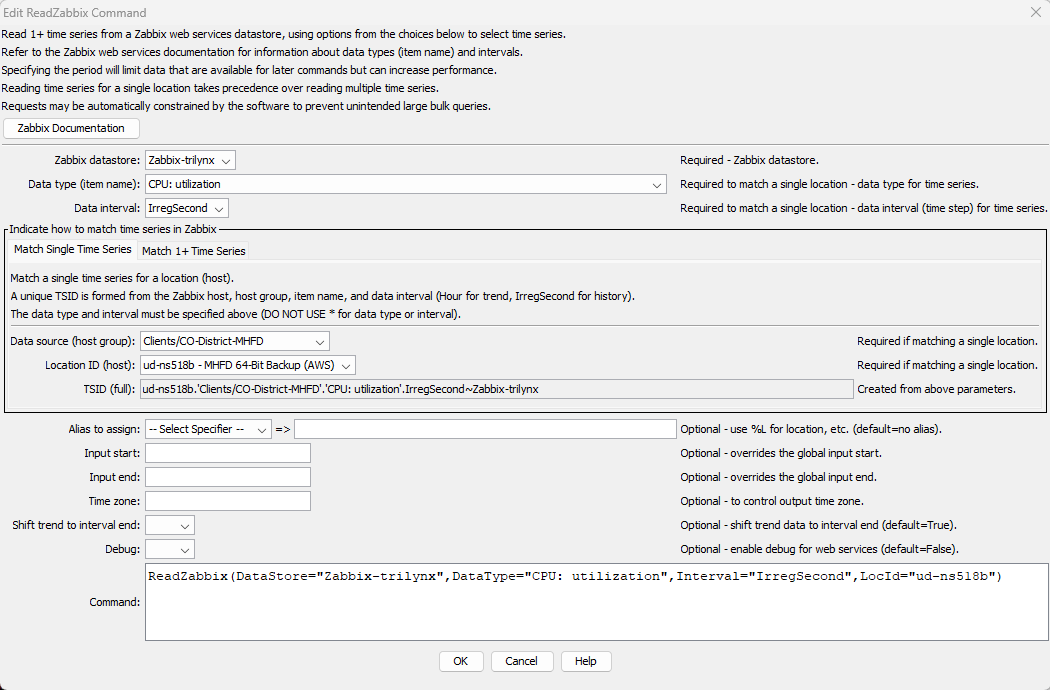 Edit ReadZabbix Command
Read 1+ time series from a Zabbix web services datastore, using options from the choices below to select time series.
Refer to the Zabbix web services documentation for information about data types (item name) and intervals.
Specifying the period will limit data that are available for later commands but can increase performance.
Reading time series for a single location takes precedence over reading multiple time series.
Requests may be automatically constrained by the software to prevent unintended large bulk queries.
Zabbix Documentation
Zabbix datastore: Zabbix-trilynx Required - Zabbix datastore.
Data type (item name): CPU: utilization Required to match a single location - data type for time series.
Data interval: IrregSecond Required to match a single location - data interval (time step) for time series.
Indicate how to match time series in Zabbix
Match Single Time Series Match 1+ Time Series
Match a single time series for a location (host).
A unique TSID is formed from the Zabbix host, host group, item name, and data interval (Hour for trend, IrregSecond for history).
The data type and interval must be specified above (DO NOT USE * for data type or interval).
Data source (host group): Clients/CO-District-MHFD Required if matching a single location.
Location ID (host): ud-ns518b - MHFD 64-Bit Backup (AWS) Required if matching a single location.
TSID (full): ud-ns518b.'Clients/CO-District-MHFD'.'CPU: utilization'.IrregSecond~Zabbix-trilynx Created from above parameters.
Alias to assign: -- Select Specifier -- => Optional - use %L for location, etc. (default=no alias).
Input start: Optional - overrides the global input start.
Input end: Optional - overrides the global input end.
Time zone: Optional - to control output time zone.
Shift trend to interval end: Optional - shift trend data to interval end (default=True).
Debug: Optional - enable debug for web services (default=False).
Command: ReadZabbix(DataStore="Zabbix-trilynx",DataType="CPU: utilization",Interval="IrregSecond",LocId="ud-ns518b")
OK Cancel Help